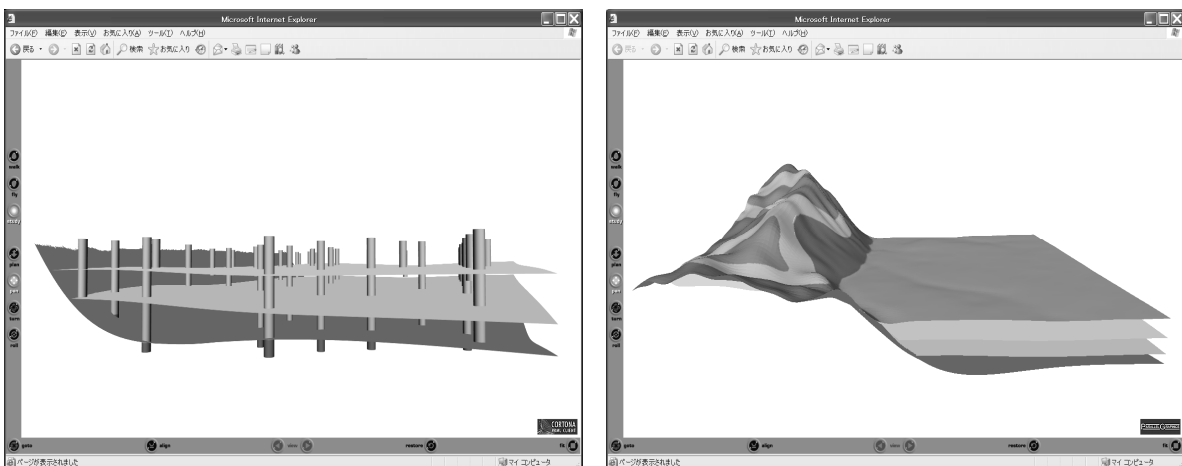 Microsoft Internet Explorer
ファイル(F) 編集(E) 表示(V) お気に入り(A) ツール(T) ヘルプ(H)
戻る 検索 お気に入り
walk
fly
study
plan
pan
turn
roll
CORTONA
VRML CLIENT
goto align view restore fit
ページが表示されました マイ コンピュータ
Microsoft Internet Explorer
ファイル(F) 編集(E) 表示(V) お気に入り(A) ツール(T) ヘルプ(H)
戻る 検索 お気に入り
walk
fly
study
plan
pan
turn
roll
PARALLELGRAPHICS
goto align view restore fit
ページが表示されました マイ コンピュータ